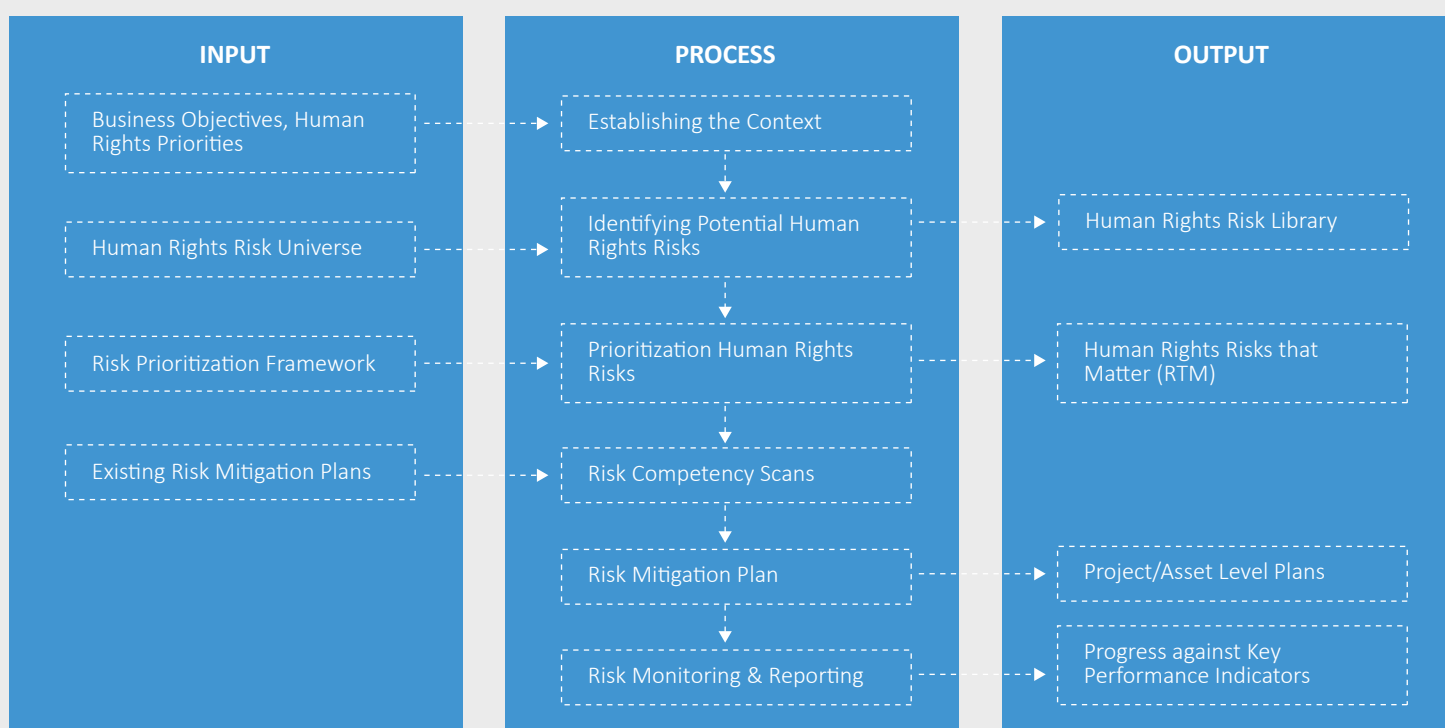 INPUT
Business Objectives, Human
Rights Priorities
Human Rights Risk Universe
Risk Prioritization Framework
Existing Risk Mitigation Plans
PROCESS
Establishing the Context
Identifying Potential Human
Rights Risks
Prioritization Human Rights
Risks
Risk Competency Scans
Risk Mitigation Plan
Risk Monitoring & Reporting
OUTPUT
Human Rights Risk Library
Human Rights Risks that
Matter (RTM)
Project/Asset Level Plans
Progress against Key
Performance Indicators